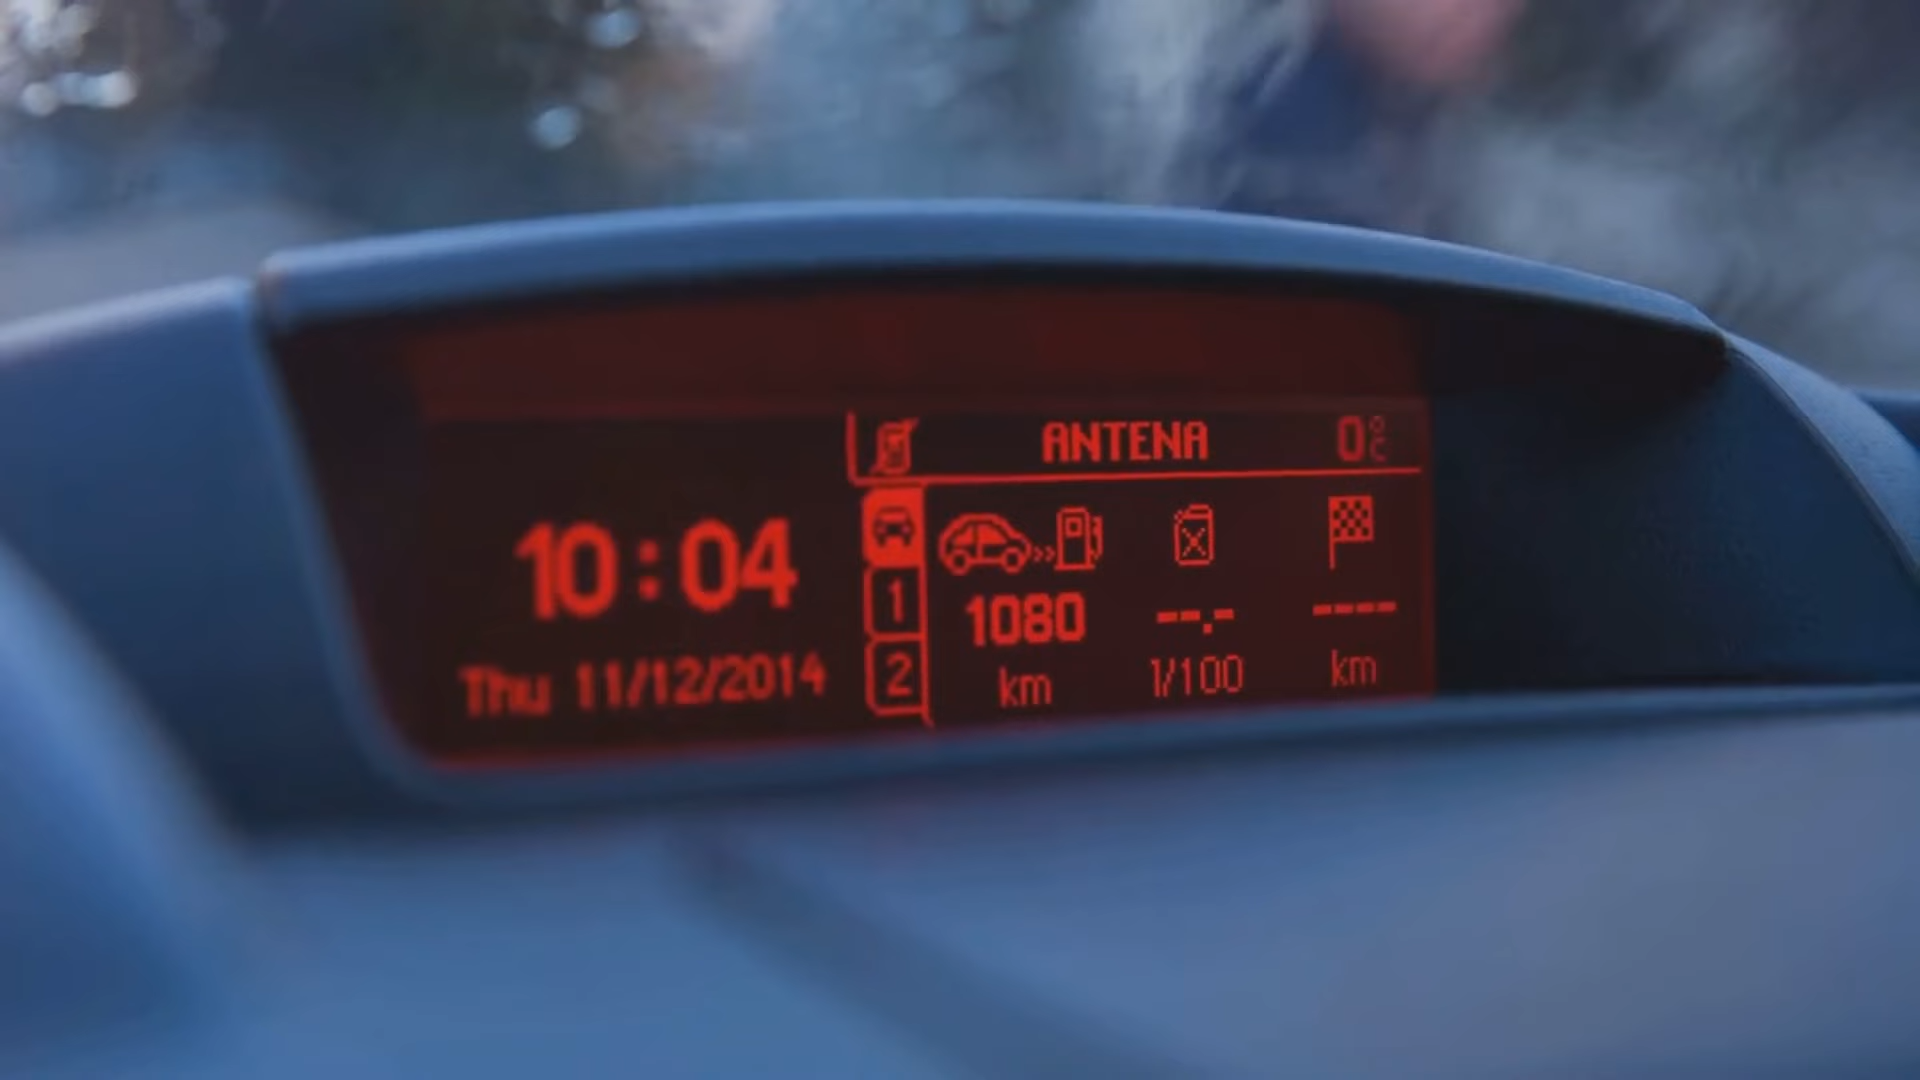 ANTENA 0°C
10:04
Thu 11/12/2014
1
2
1080 --.- ----
km l/100 km